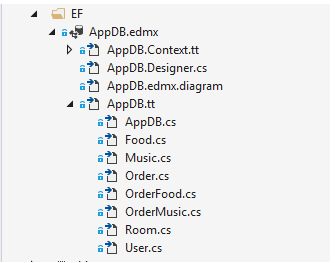 EF
AppDB.edmx
AppDB.Context.tt
AppDB.Designer.cs
AppDB.edmx.diagram
AppDB.tt
AppDB.cs
Food.cs
Music.cs
Order.cs
OrderFood.cs
OrderMusic.cs
Room.cs
User.cs